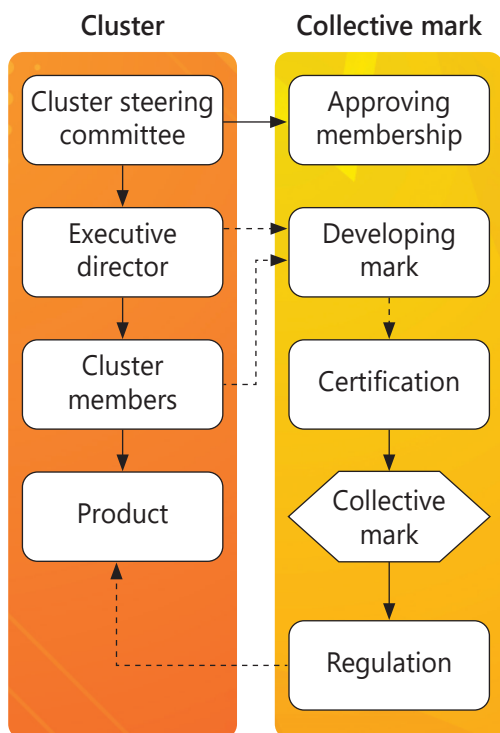 Cluster
Collective mark
Cluster steering
committee
Approving
membership
Executive
director
Developing
mark
Cluster
members
Certification
Product
Collective
mark
Regulation